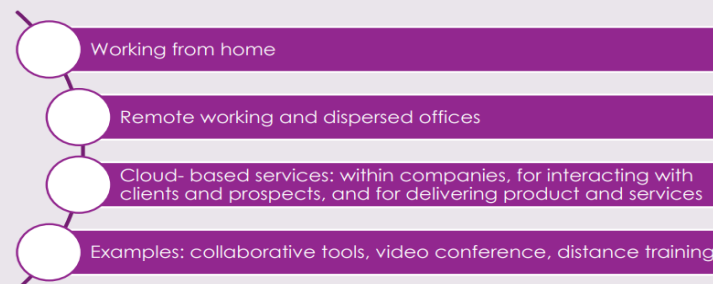 Working from home
Remote working and dispersed offices
Cloud- based services: within companies, for interacting with
clients and prospects, and for delivering product and services
Examples: collaborative tools, video conference, distance training